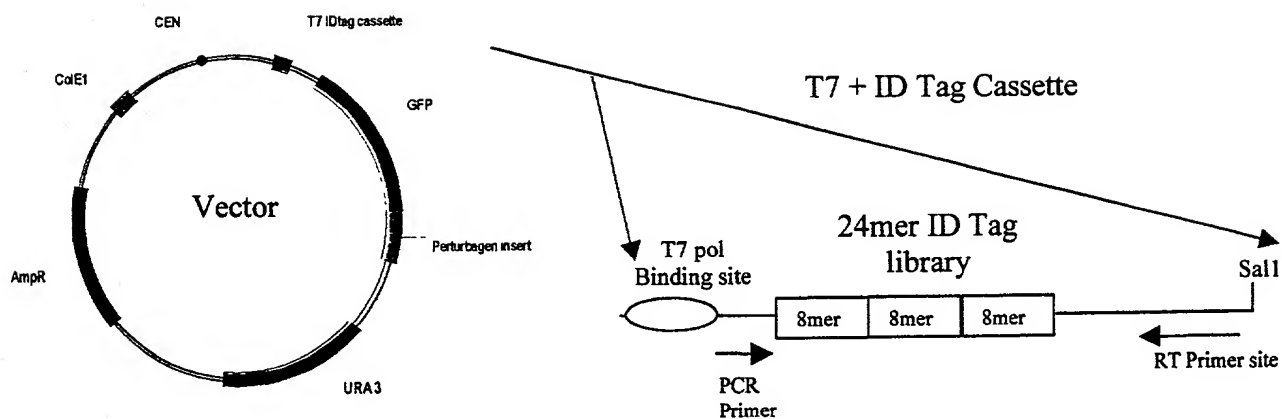 CEN
T7 IDtag cassette
ColE1
GFP
Vector
Perturbagen insert
AmpR
URA3
T7 + ID Tag Cassette
24mer ID Tag
library
T7 pol
Binding site
Sal1
8mer 8mer 8mer
PCR
Primer
RT Primer site